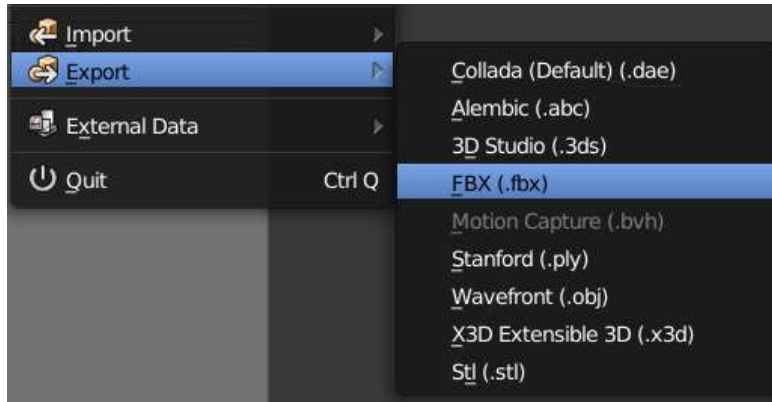 Import
Export
External Data
Quit Ctrl Q
Collada (Default) (.dae)
Alembic (.abc)
3D Studio (.3ds)
FBX (.fbx)
Motion Capture (.bvh)
Stanford (.ply)
Wavefront (.obj)
X3D Extensible 3D (.x3d)
Stl (.stl)